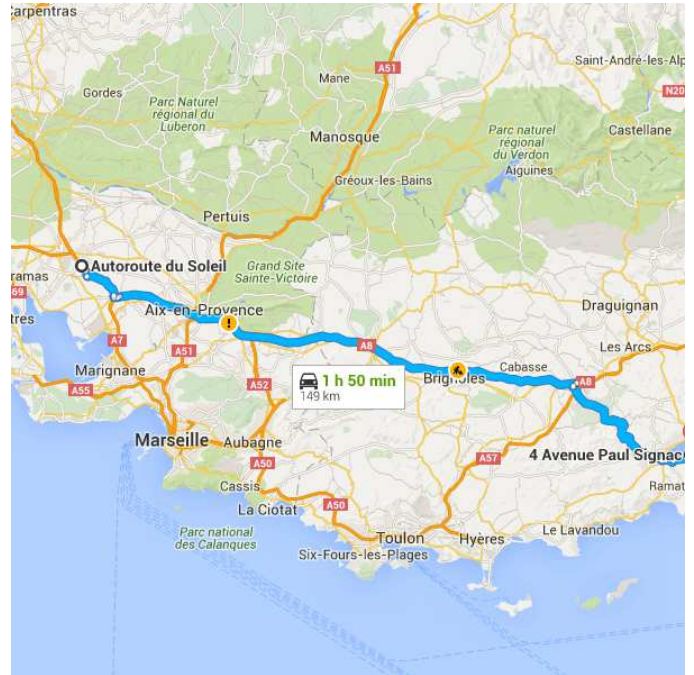 Carpentras
A51
Saint-André-les-Alp
Gordes
Mane
N20
Parc Naturel
régional du
Luberon
Manosque
Parc naturel
régional du
Verdon
Castellane
Aiguines
Gréoux-les-Bains
Pertuis
Autoroute du Soleil
Grand Site
Sainte-Victoire
ramas
69
Aix-en-Provence
Draguignan
tres
A7
A51
A8
Les Arcs
Marignane
A52
1 h 50 min
149 km
Brignoles
Cabasse
A8
A55
Marseille
Aubagne
A57
4 Avenue Paul Signac
Cassis
A50
Ramat
La Ciotat
A50
Parc national
des Calanques
Toulon
Hyères
Le Lavandou
Six-Fours-les-Plages